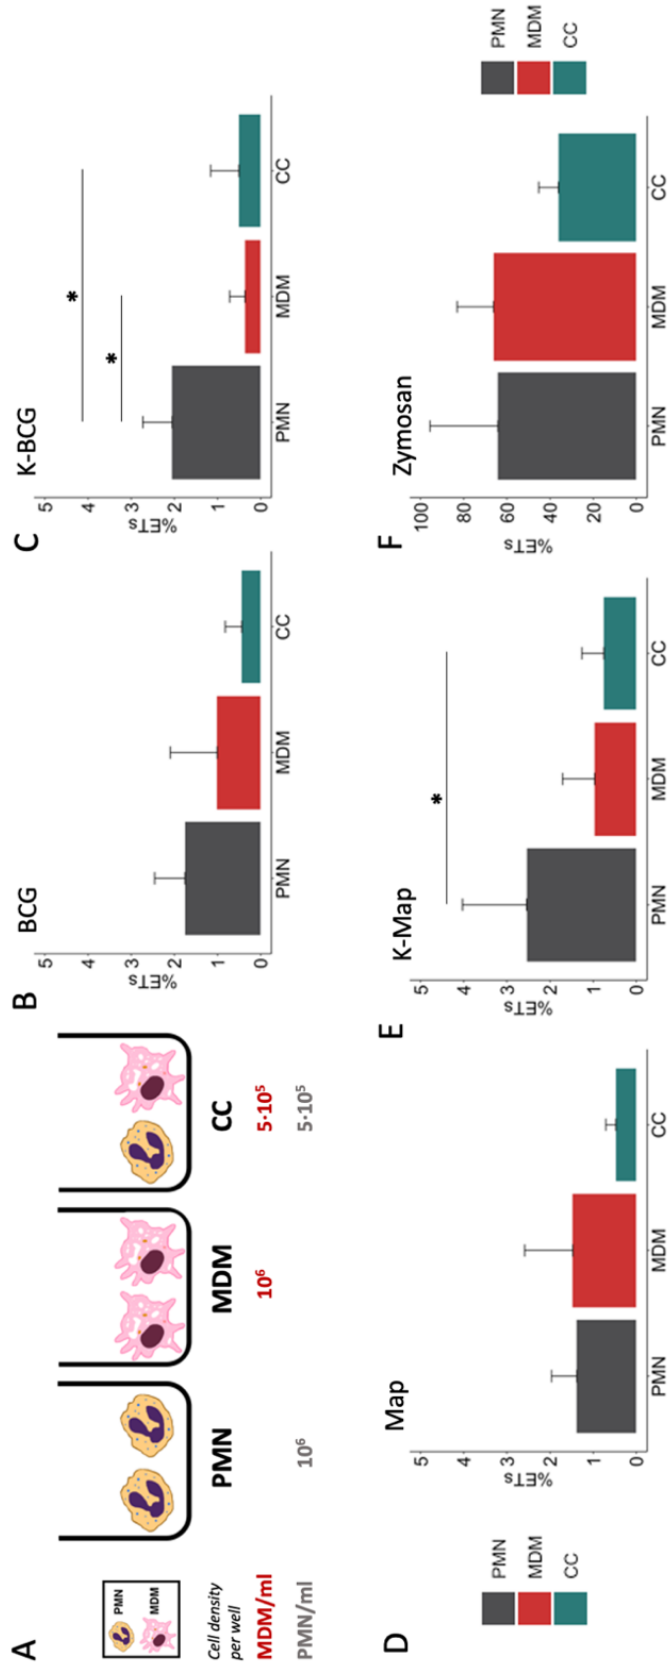 A
PMN
MDM
Cell density
per well
MDM/ml
PMN/ml
PMN
MDM
CC
10⁶
5·10⁵
10⁶
5·10⁵
B
BCG
%ETs
5
4
3
2
1
0
PMN
MDM
CC
C
K-BCG
%ETs
5
4
3
2
1
0
*
*
PMN
MDM
CC
D
PMN
MDM
CC
Map
%ETs
5
4
3
2
1
0
PMN
MDM
CC
E
K-Map
%ETs
5
4
3
2
1
0
*
PMN
MDM
CC
F
Zymosan
%ETs
100
80
60
40
20
0
PMN
MDM
CC
PMN
MDM
CC